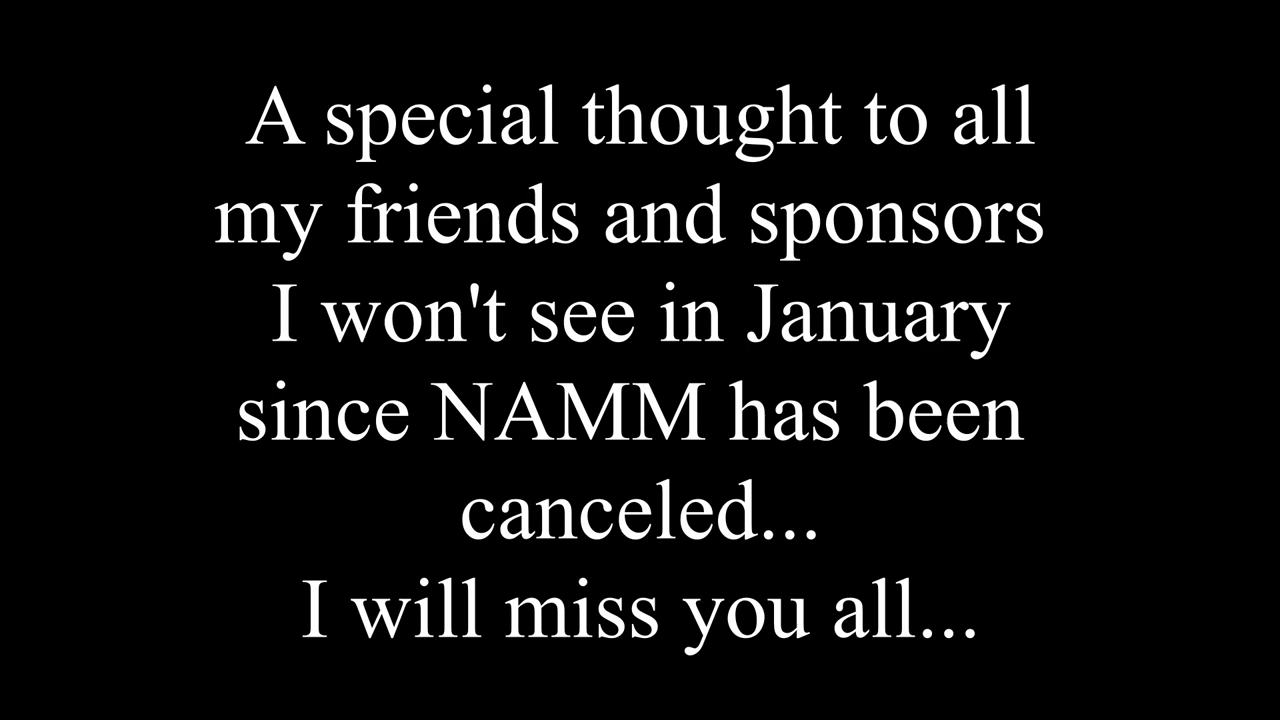 A special thought to all
my friends and sponsors
I won't see in January
since NAMM has been
canceled...
I will miss you all...